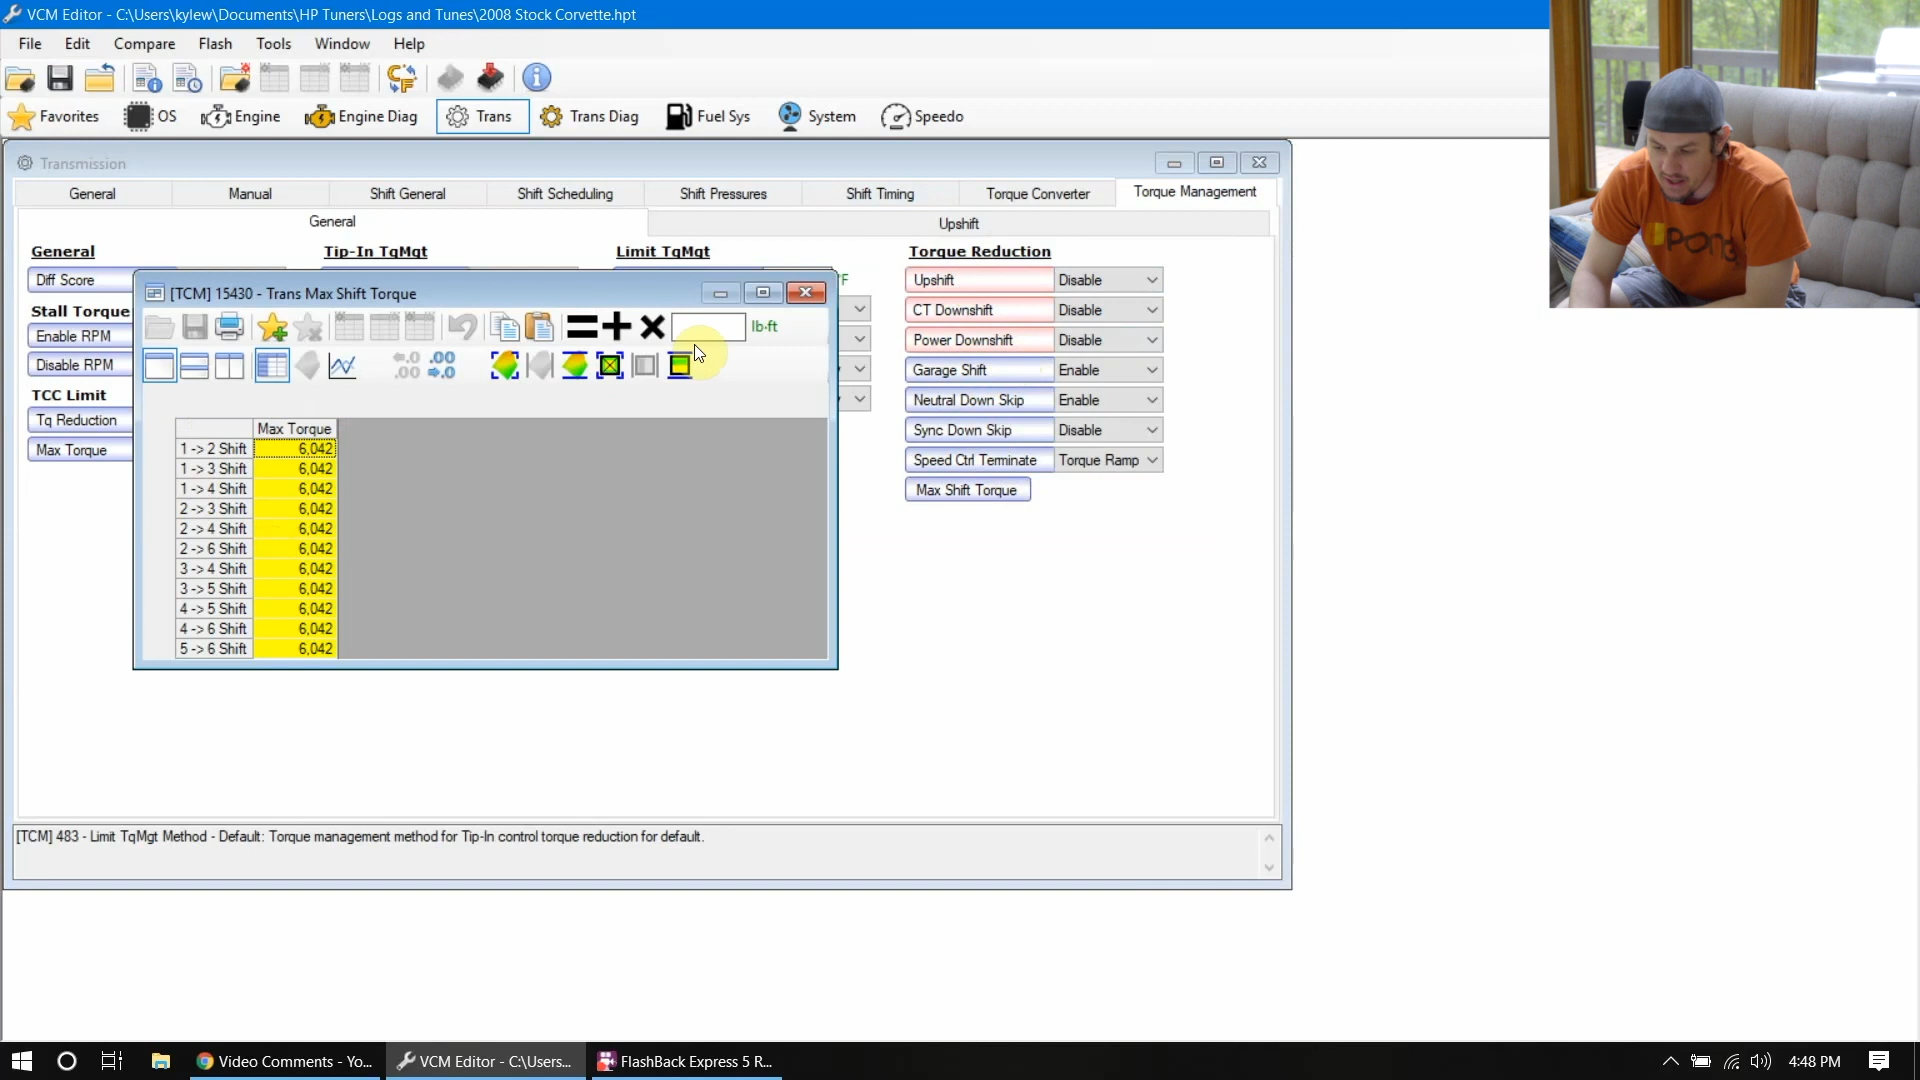 VCM Editor - C:\Users\kylew\Documents\HP Tuners\Logs and Tunes\2008 Stock Corvette.hpt
File Edit Compare Flash Tools Window Help
Favorites OS Engine Engine Diag Trans Trans Diag Fuel Sys System Speedo
Transmission
General Manual Shift General Shift Scheduling Shift Pressures Shift Timing Torque Converter Torque Management
General Upshift
General Tip-In TqMgt Limit TqMgt Torque Reduction
Diff Score
°F
Upshift Disable
Stall Torque
CT Downshift Disable
Enable RPM
Power Downshift Disable
Disable RPM
Garage Shift Enable
TCC Limit
Neutral Down Skip Enable
Tq Reduction
Sync Down Skip Disable
Max Torque
Speed Ctrl Terminate Torque Ramp
Max Shift Torque
[TCM] 15430 - Trans Max Shift Torque
lb·ft
Max Torque
1 -> 2 Shift 6,042
1 -> 3 Shift 6,042
1 -> 4 Shift 6,042
2 -> 3 Shift 6,042
2 -> 4 Shift 6,042
2 -> 6 Shift 6,042
3 -> 4 Shift 6,042
3 -> 5 Shift 6,042
4 -> 5 Shift 6,042
4 -> 6 Shift 6,042
5 -> 6 Shift 6,042
[TCM] 483 - Limit TqMgt Method - Default: Torque management method for Tip-In control torque reduction for default.
Video Comments - Yo... VCM Editor - C:\Users... FlashBack Express 5 R... 4:48 PM